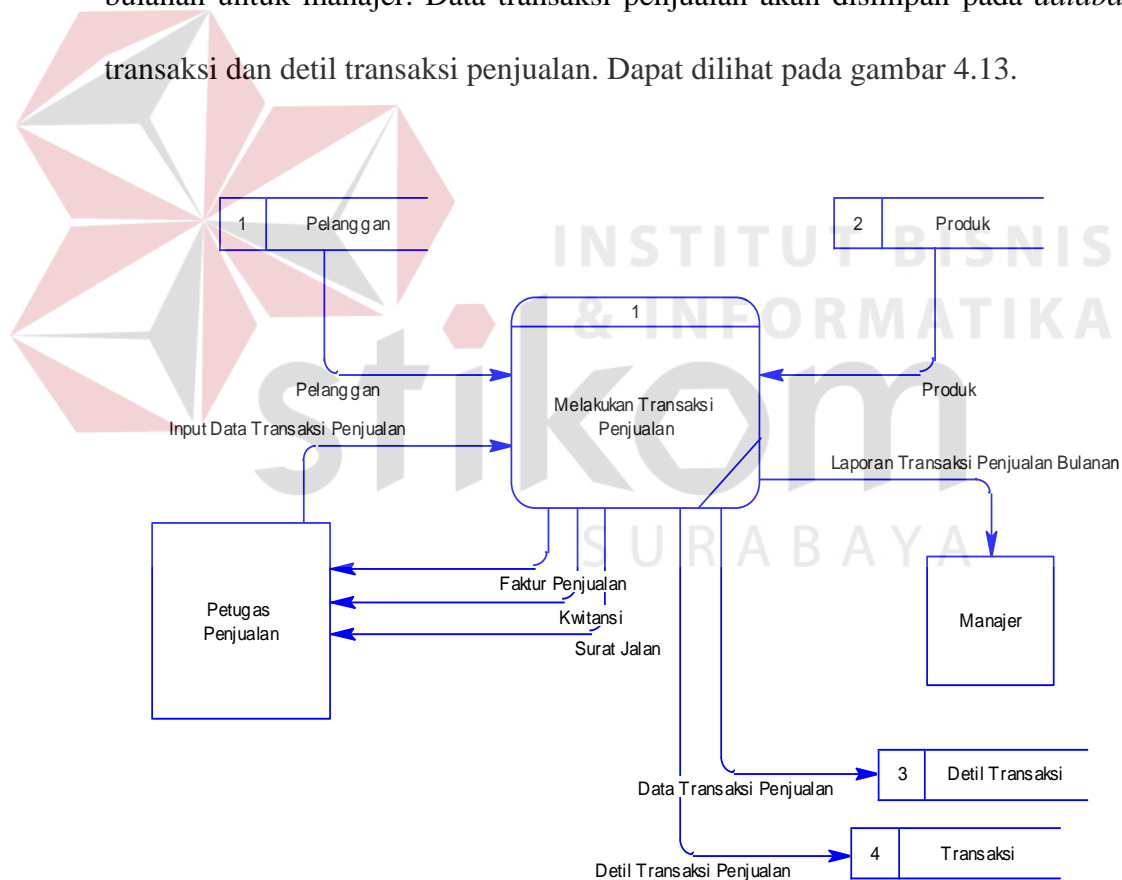 bulanan untuk manajer. Data transaksi penjualan akan disimpan pada
transaksi dan detil transaksi penjualan. Dapat dilihat pada gambar 4.13.
1 Pelanggan
2 Produk
INSTITUT BISNIS
& INFORMATIKA
stikom
SURABAYA
1
Melakukan Transaksi
Penjualan
Pelanggan
Produk
Input Data Transaksi Penjualan
Laporan Transaksi Penjualan Bulanan
Petugas
Penjualan
Faktur Penjualan
Kwitansi
Surat Jalan
Manajer
3 Detil Transaksi
Data Transaksi Penjualan
4 Transaksi
Detil Transaksi Penjualan